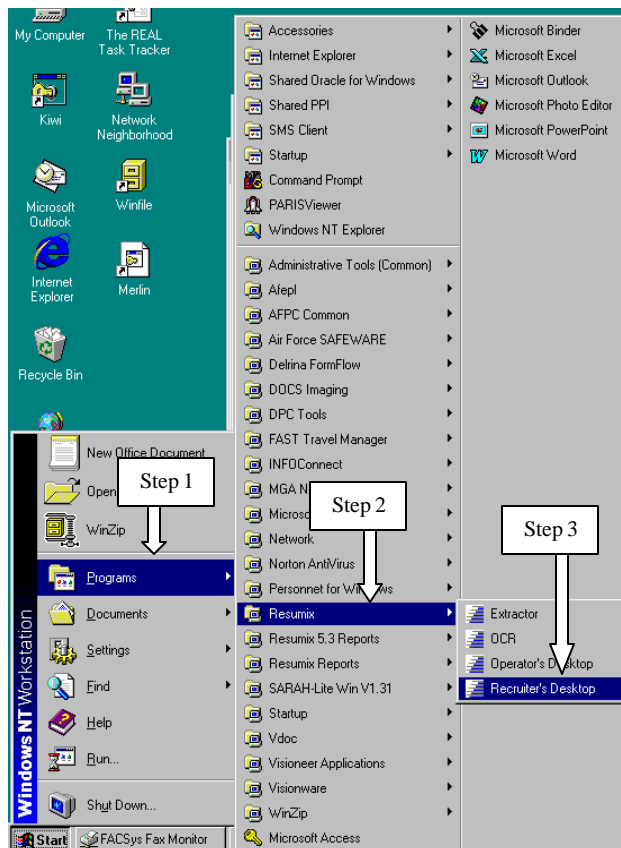 My Computer
The REAL
Task Tracker
Kiwi
Network
Neighborhood
Microsoft
Outlook
Winfile
Internet
Explorer
Merlin
Recycle Bin
New Office Document
Open
WinZip
Programs
Documents
Settings
Find
Help
Run...
Shut Down...
Windows NT Workstation
Start
FACSys Fax Monitor
Step 1
Accessories
Internet Explorer
Shared Oracle for Windows
Shared PPI
SMS Client
Startup
Command Prompt
PARISViewer
Windows NT Explorer
Administrative Tools (Common)
Afepl
AFPC Common
Air Force SAFEWARE
Delrina FormFlow
DOCS Imaging
DPC Tools
FAST Travel Manager
INFOConnect
MGA N
Microso
Network
Norton AntiVirus
Personnet for Windows
Resumix
Resumix 5.3 Reports
Resumix Reports
SARAH-Lite Win V1.31
Startup
Vdoc
Visioneer Applications
Visionware
WinZip
Microsoft Access
Step 2
Microsoft Binder
Microsoft Excel
Microsoft Outlook
Microsoft Photo Editor
Microsoft PowerPoint
Microsoft Word
Step 3
Extractor
OCR
Operator's Desktop
Recruiter's Desktop